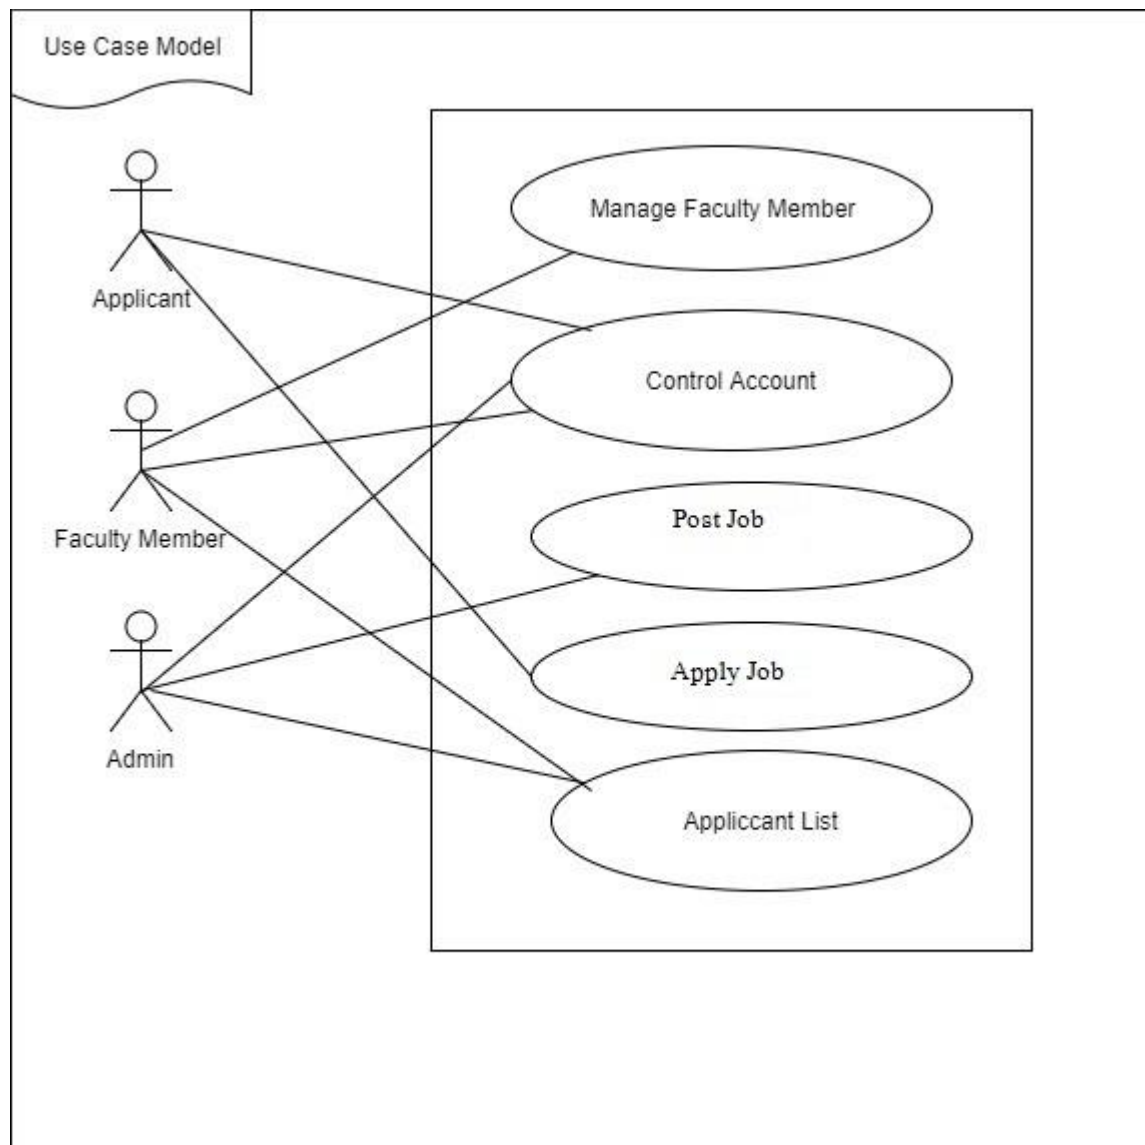 Use Case Model
Applicant
Faculty Member
Admin
Manage Faculty Member
Control Account
Post Job
Apply Job
Appliccant List